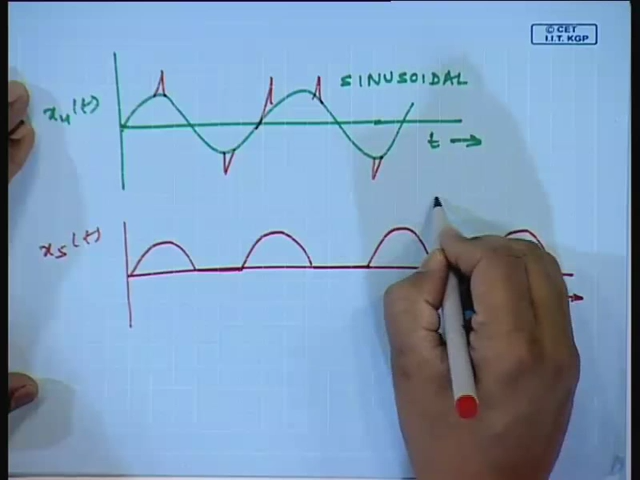 © CET
I.I.T. KGP
SINUSOIDAL
x₄(t)
t →
x₅(t)